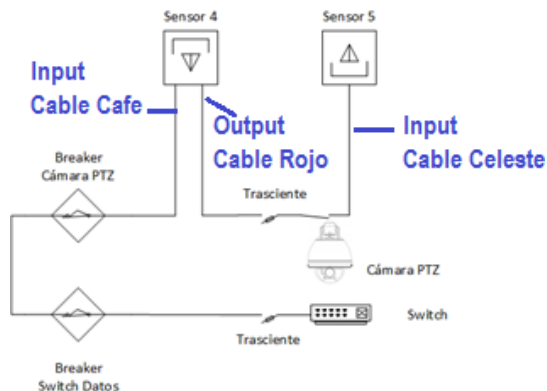 Sensor 4
Sensor 5
Input
Cable Cafe
Output
Cable Rojo
Input
Cable Celeste
Breaker
Cámara PTZ
Trasciente
Cámara PTZ
Switch
Trasciente
Breaker
Switch Datos